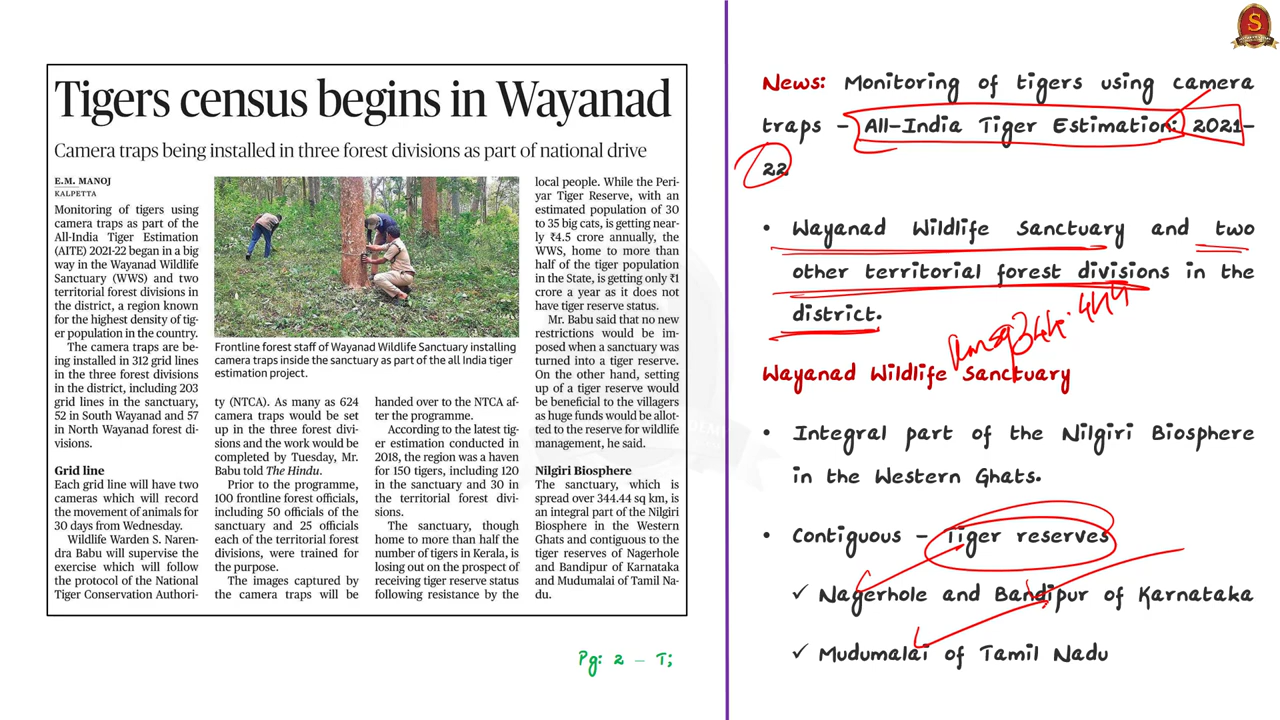 Tigers census begins in Wayanad
Camera traps being installed in three forest divisions as part of national drive
E.M. MANOJ
KALPETTA
Monitoring of tigers using
camera traps as part of the
All-India Tiger Estimation
(AITE) 2021-22 began in a big
way in the Wayanad Wildlife
Sanctuary (WWS) and two
territorial forest divisions in
the district, a region known
for the highest density of tig-
er population in the country.
The camera traps are be-
ing installed in 312 grid lines
in the three forest divisions
in the district, including 203
grid lines in the sanctuary,
52 in South Wayanad and 57
in North Wayanad forest di-
visions.
Grid line
Each grid line will have two
cameras which will record
the movement of animals for
30 days from Wednesday.
Wildlife Warden S. Naren-
dra Babu will supervise the
exercise which will follow
the protocol of the National
Tiger Conservation Authori-
Frontline forest staff of Wayanad Wildlife Sanctuary installing
camera traps inside the sanctuary as part of the all India tiger
estimation project.
ty (NTCA). As many as 624
camera traps would be set
up in the three forest divi-
sions and the work would be
completed by Tuesday, Mr.
Babu told The Hindu.
Prior to the programme,
100 frontline forest officials,
including 50 officials of the
sanctuary and 25 officials
each of the territorial forest
divisions, were trained for
the purpose.
The images captured by
the camera traps will be
handed over to the NTCA af-
ter the programme.
According to the latest tig-
er estimation conducted in
2018, the region was a haven
for 150 tigers, including 120
in the sanctuary and 30 in
the territorial forest divi-
sions.
The sanctuary, though
home to more than half the
number of tigers in Kerala, is
losing out on the prospect of
receiving tiger reserve status
following resistance by the
local people. While the Peri-
yar Tiger Reserve, with an
estimated population of 30
to 35 big cats, is getting near-
ly ₹4.5 crore annually, the
WWS, home to more than
half of the tiger population
in the State, is getting only ₹1
crore a year as it does not
have tiger reserve status.
Mr. Babu said that no new
restrictions would be im-
posed when a sanctuary was
turned into a tiger reserve.
On the other hand, setting
up of a tiger reserve would
be beneficial to the villagers
as huge funds would be allot-
ted to the reserve for wildlife
management, he said.
Nilgiri Biosphere
The sanctuary, which is
spread over 344.44 sq km, is
an integral part of the Nilgiri
Biosphere in the Western
Ghats and contiguous to the
tiger reserves of Nagerhole
and Bandipur of Karnataka
and Mudumalai of Tamil Na-
du.
Pg: 2 – T;
News: Monitoring of tigers using camera
traps – All-India Tiger Estimation: 2021-
22
• Wayanad Wildlife Sanctuary and two
other territorial forest divisions in the
district.
344.44
Wayanad Wildlife Sanctuary
• Integral part of the Nilgiri Biosphere
in the Western Ghats.
• Contiguous – Tiger reserves
✓ Nagerhole and Bandipur of Karnataka
✓ Mudumalai of Tamil Nadu